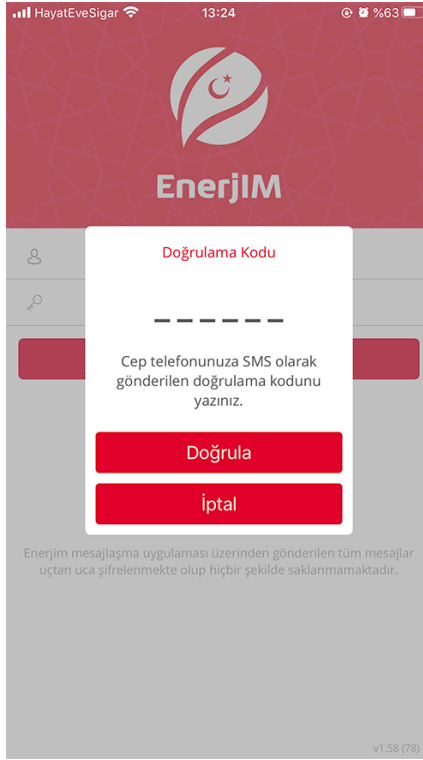 HayatEveSigar 13:24 %63
EnerjIM
Doğrulama Kodu
Cep telefonunuza SMS olarak
gönderilen doğrulama kodunu
yazınız.
Doğrula
İptal
Enerjim mesajlaşma uygulaması üzerinden gönderilen tüm mesajlar
uçtan uca şifrelenmekte olup hiçbir şekilde saklanmamaktadır.
v1.58 (78)